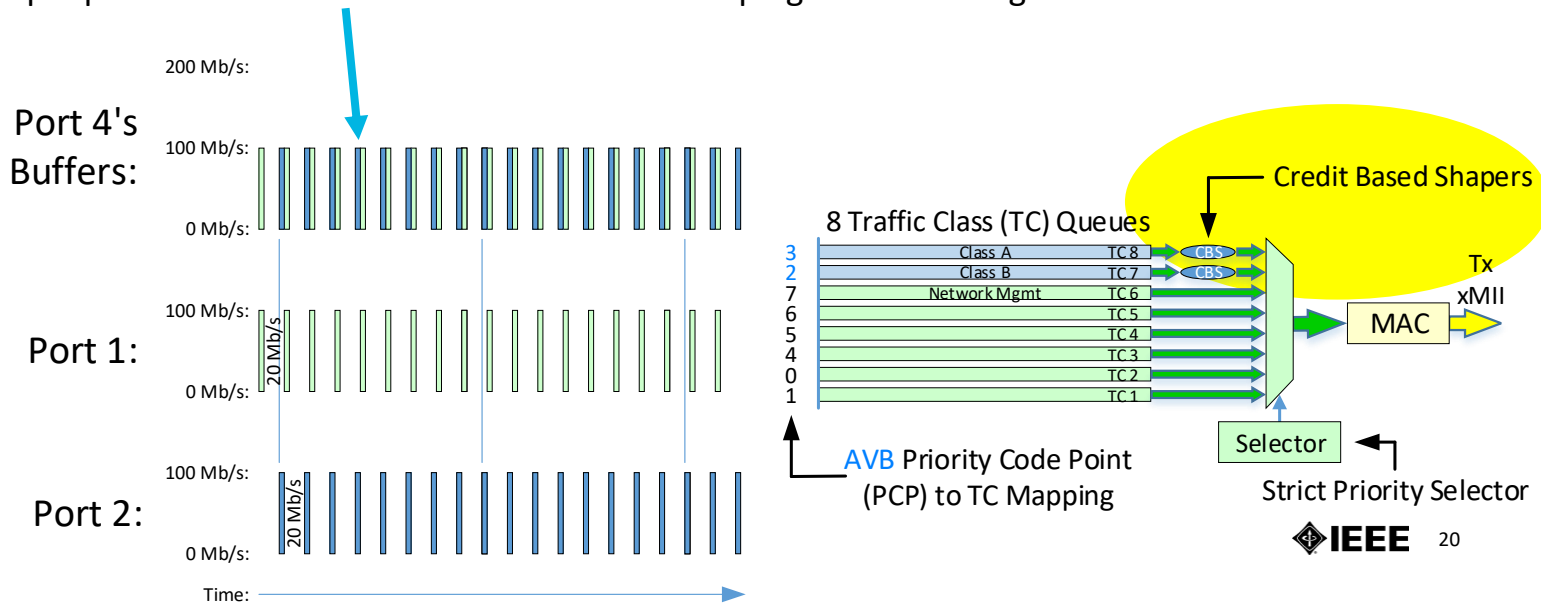 200 Mb/s:
Port 4's
Buffers:
100 Mb/s:
0 Mb/s:
Port 1:
100 Mb/s:
20 Mb/s
0 Mb/s:
Port 2:
100 Mb/s:
20 Mb/s
0 Mb/s:
Time:
Credit Based Shapers
8 Traffic Class (TC) Queues
3 Class A TC 8 CBS
2 Class B TC 7 CBS
7 Network Mgmt TC 6
6 TC 5
5 TC 4
4 TC 3
0 TC 2
1 TC 1
Tx
xMII
MAC
Selector
Strict Priority Selector
AVB Priority Code Point
(PCP) to TC Mapping
IEEE 20